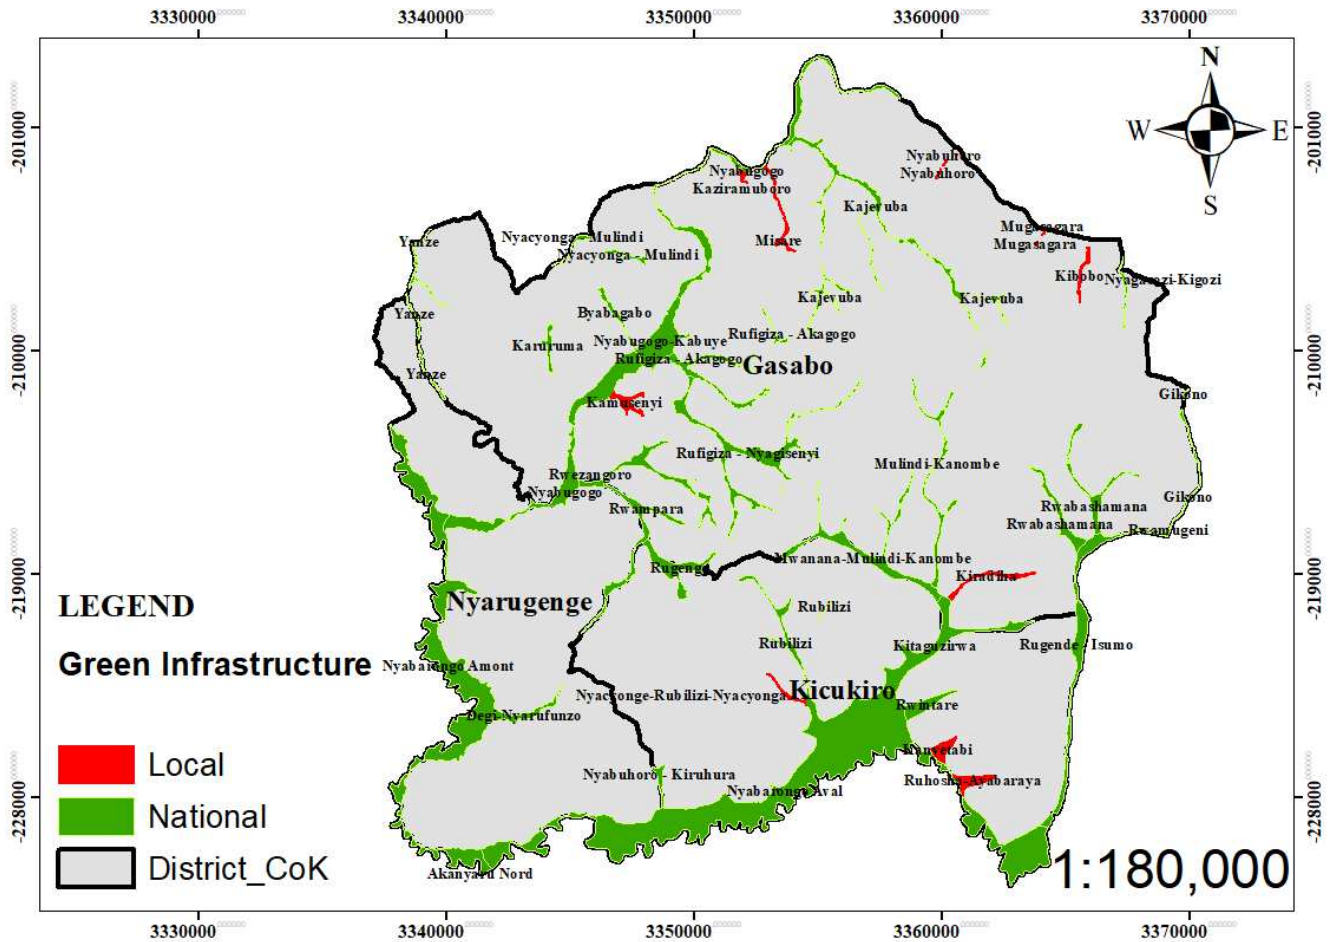 3330000 3340000 3350000 3360000 3370000
N
W E
S
-201000 -201000
Nyabuhoro
Nyabugogo
Nyabuhoro
Kaziramuboro
Kajevuba
Mugasagara
Yanze
Nyacyonga - Mulindi
Misare
Mugasagara
Nyacyonga - Mulindi
Kibobo
Nyagasozi-Kigozi
Kajevuba
Kajevuba
Yanze
Byabagabo
Rufigiza - Akagogo
Karuruma
Nyabugogo-Kabuye
-210000 -210000
Rufigiza - Akagogo
Gasabo
Yanze
Gikono
Kamusenyi
Rufigiza - Nyagisenyi
Mulindi-Kanombe
Rwezangoro
Nyabugogo
Gikono
Rwampara
Rwabashamana
Rwabashamana
-Rwamugeni
Mwanana-Mulindi-Kanombe
Rugenge
-219000 -219000
Kiradiha
LEGEND
Nyarugenge
Rubilizi
Green Infrastructure
Rubilizi
Kitaguzirwa
Rugende - Isumo
Nyabarongo Amont
Kicukiro
Nyacyonge-Rubilizi-Nyacyonga
Rwintare
Degi-Nyarufunzo
Kanyetabi
Local
Nyabuhoro - Kiruhura
Ruhosha-Ayabaraya
Nyabarongo Aval
-228000 -228000
National
District_CoK
Akanyaru Nord
1:180,000
3330000 3340000 3350000 3360000 3370000